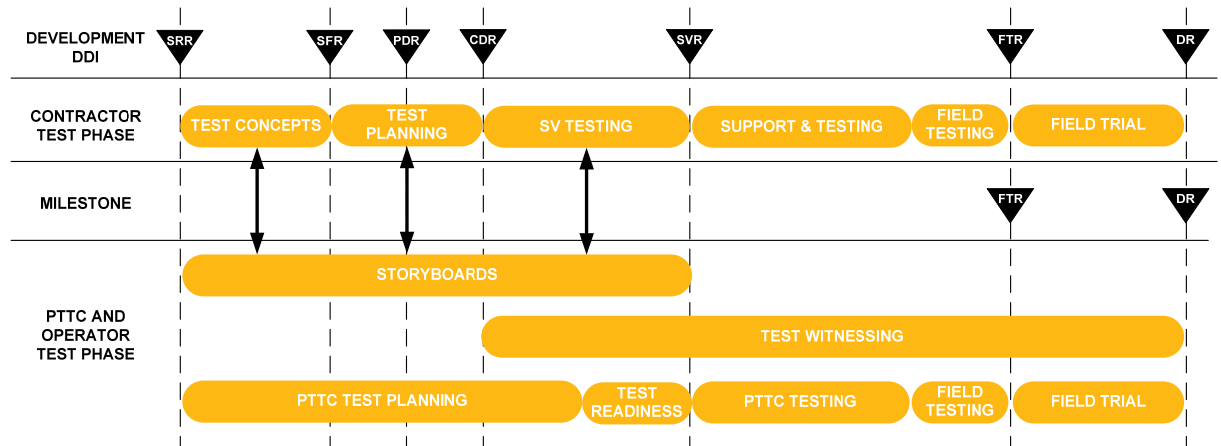 DEVELOPMENT
DDI
SRR
SFR
PDR
CDR
SVR
FTR
DR
CONTRACTOR
TEST PHASE
TEST CONCEPTS
TEST
PLANNING
SV TESTING
SUPPORT & TESTING
FIELD
TESTING
FIELD TRIAL
MILESTONE
FTR
DR
PTTC AND
OPERATOR
TEST PHASE
STORYBOARDS
TEST WITNESSING
PTTC TEST PLANNING
TEST
READINESS
PTTC TESTING
FIELD
TESTING
FIELD TRIAL